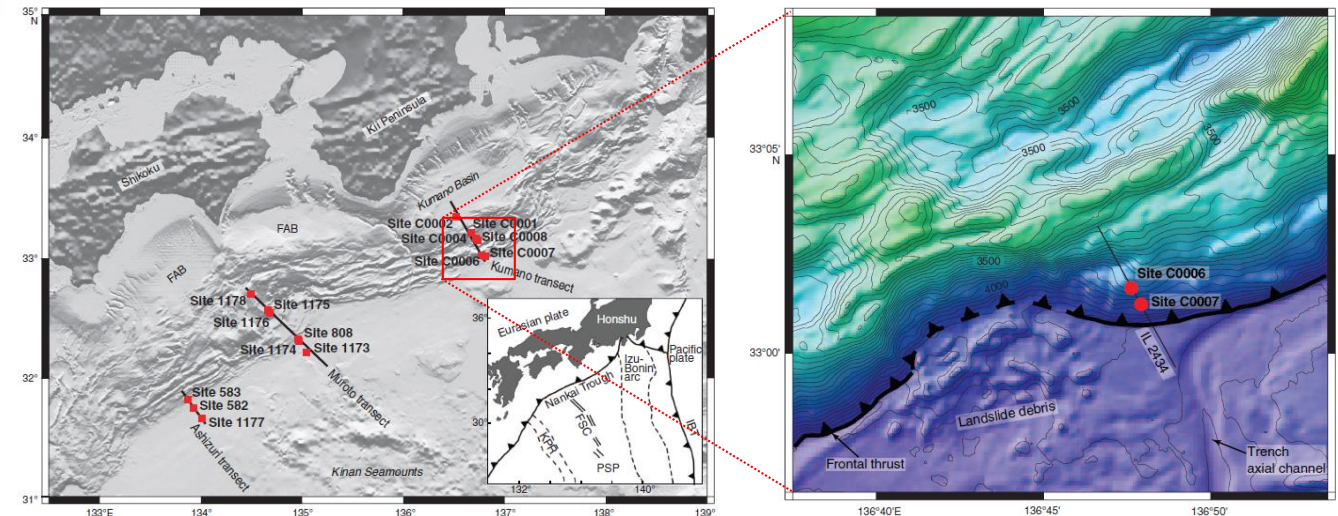 35°
N
34°
33°
32°
31°
133°E
134°
135°
136°
137°
138°
139°
Shikoku
Kii Peninsula
Kumano Basin
FAB
FAB
Site C0002
Site C0001
Site C0004
Site C0008
Site C0007
Site C0006
Kumano transect
Site 1178
Site 1175
Site 1176
Site 808
Site 1174
Site 1173
Muroto transect
Site 583
Site 582
Site 1177
Ashizuri transect
Kinan Seamounts
36°
30°
132°
140°
Eurasian plate
Honshu
Pacific
plate
Izu-
Bonin
arc
Nankai Trough
FSC
KPR
PSP
33°05'
N
33°00'
136°40'E
136°45'
136°50'
3500
3500
3500
3500
3500
4000
Site C0006
Site C0007
IL 2434
Landslide debris
Frontal thrust
Trench
axial channel